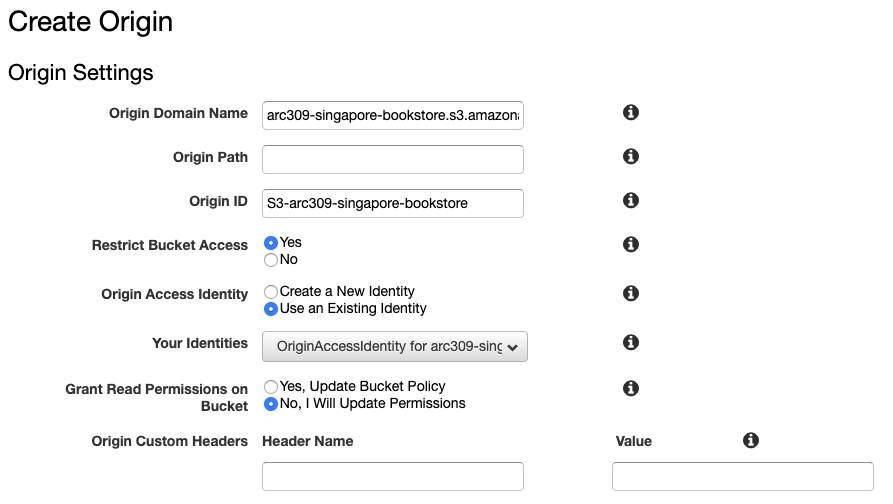 Create Origin
Origin Settings
Origin Domain Name arc309-singapore-bookstore.s3.amazon
Origin Path
Origin ID S3-arc309-singapore-bookstore
Restrict Bucket Access Yes
No
Origin Access Identity Create a New Identity
Use an Existing Identity
Your Identities OriginAccessIdentity for arc309-sing
Grant Read Permissions on Bucket Yes, Update Bucket Policy
No, I Will Update Permissions
Origin Custom Headers Header Name Value